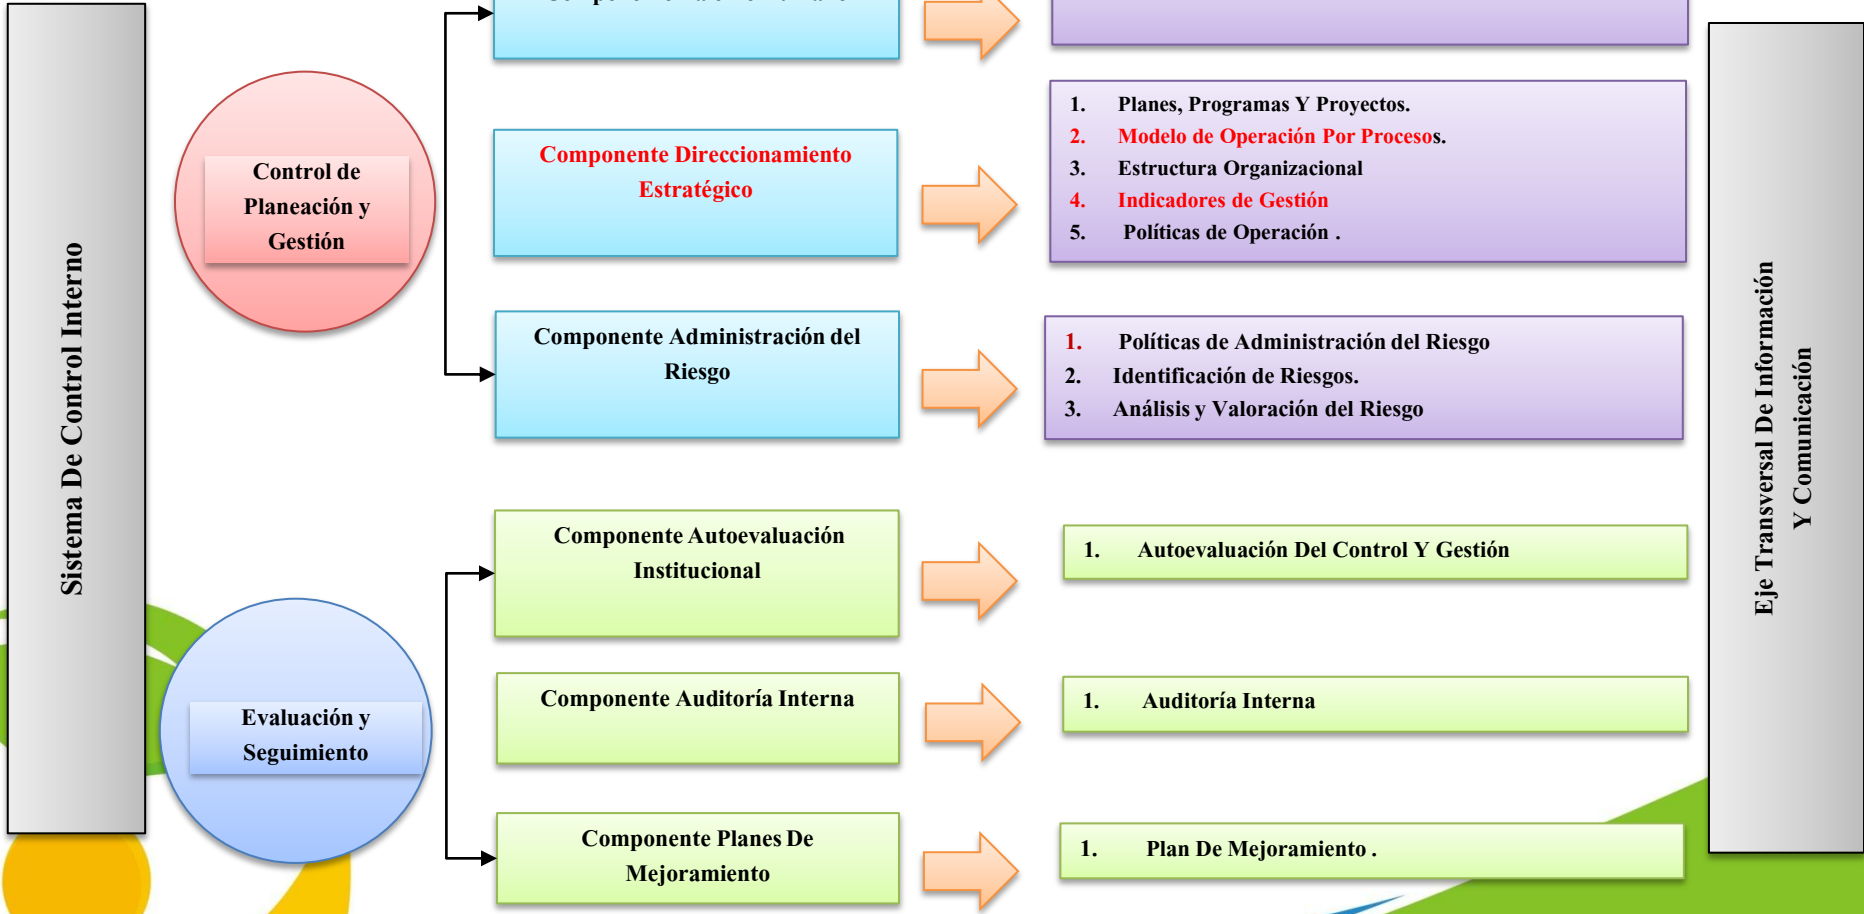 Sistema De Control Interno
Control de
Planeación y
Gestión
Componente Direccionamiento
Estratégico
1. Planes, Programas Y Proyectos.
2. Modelo de Operación Por Procesos.
3. Estructura Organizacional
4. Indicadores de Gestión
5. Políticas de Operación .
Componente Administración del
Riesgo
1. Políticas de Administración del Riesgo
2. Identificación de Riesgos.
3. Análisis y Valoración del Riesgo
Evaluación y
Seguimiento
Componente Autoevaluación
Institucional
1. Autoevaluación Del Control Y Gestión
Componente Auditoría Interna
1. Auditoría Interna
Componente Planes De
Mejoramiento
1. Plan De Mejoramiento .
Eje Transversal De Información
Y Comunicación